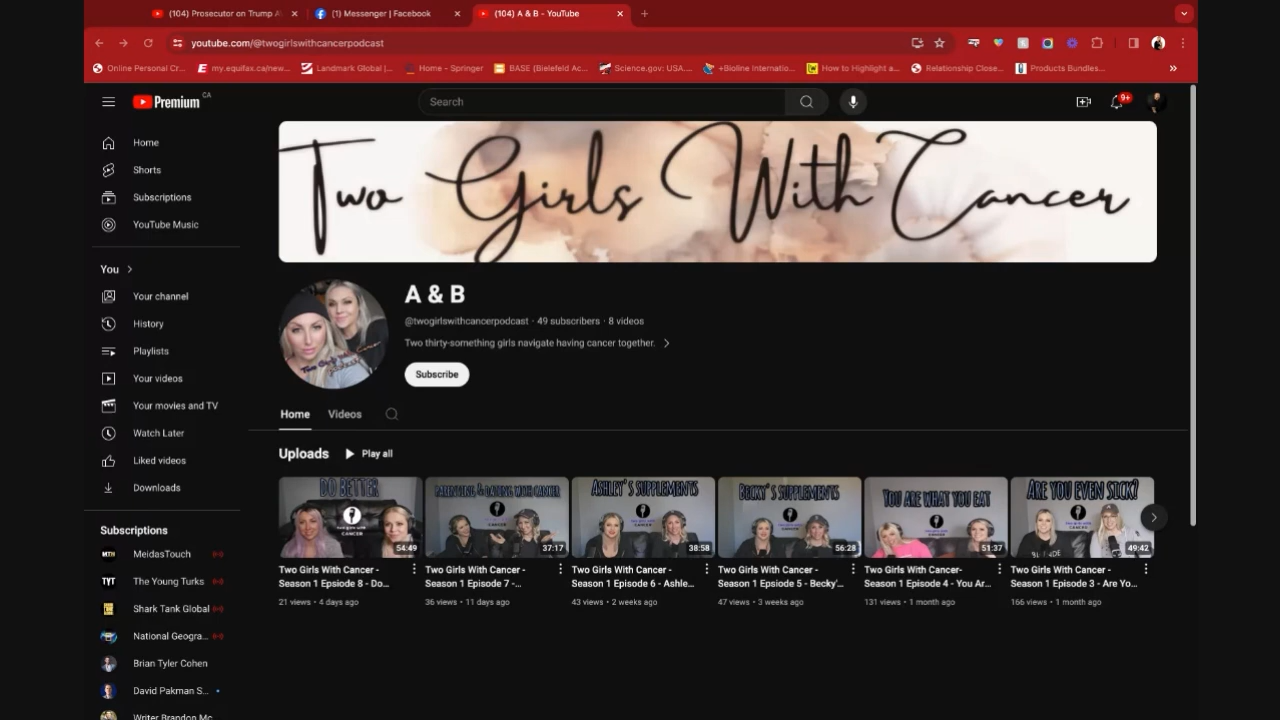 (104) Prosecutor on Trump A
(1) Messenger | Facebook
(104) A & B - YouTube
youtube.com/@twogirlswithcancerpodcast
Online Personal Cr...
my.equifax.ca/new...
Landmark Global |...
Home - Springer
BASE (Bielefeld Ac...
Science.gov: USA....
+Bioline Internatio...
How to Highlight a...
Relationship Close...
Products Bundles...
Premium CA
Search
9+
Home
Shorts
Subscriptions
YouTube Music
You
Your channel
History
Playlists
Your videos
Your movies and TV
Watch Later
Liked videos
Downloads
Subscriptions
MeidasTouch
The Young Turks
Shark Tank Global
National Geogra...
Brian Tyler Cohen
David Pakman S...
Writer Brandon Mc
Two Girls With Cancer
A & B
@twogirlswithcancerpodcast · 49 subscribers · 8 videos
Two thirty-something girls navigate having cancer together.
Subscribe
Home
Videos
Uploads
Play all
DO BETTER
54:49
Two Girls With Cancer -
Season 1 Episode 8 - Do...
21 views • 4 days ago
PARENTING & DATING WITH CANCER
37:17
Two Girls With Cancer -
Season 1 Episode 7 -...
36 views • 11 days ago
ASHLEY'S SUPPLEMENTS
38:58
Two Girls With Cancer -
Season 1 Episode 6 - Ashle...
43 views • 2 weeks ago
BECKY'S SUPPLEMENTS
56:28
Two Girls With Cancer -
Season 1 Epsiode 5 - Becky'...
47 views • 3 weeks ago
YOU ARE WHAT YOU EAT
51:37
Two Girls With Cancer-
Season 1 Episode 4 - You Ar...
131 views • 1 month ago
ARE YOU EVEN SICK?
49:42
Two Girls With Cancer -
Season 1 Episode 3 - Are Yo...
166 views • 1 month ago